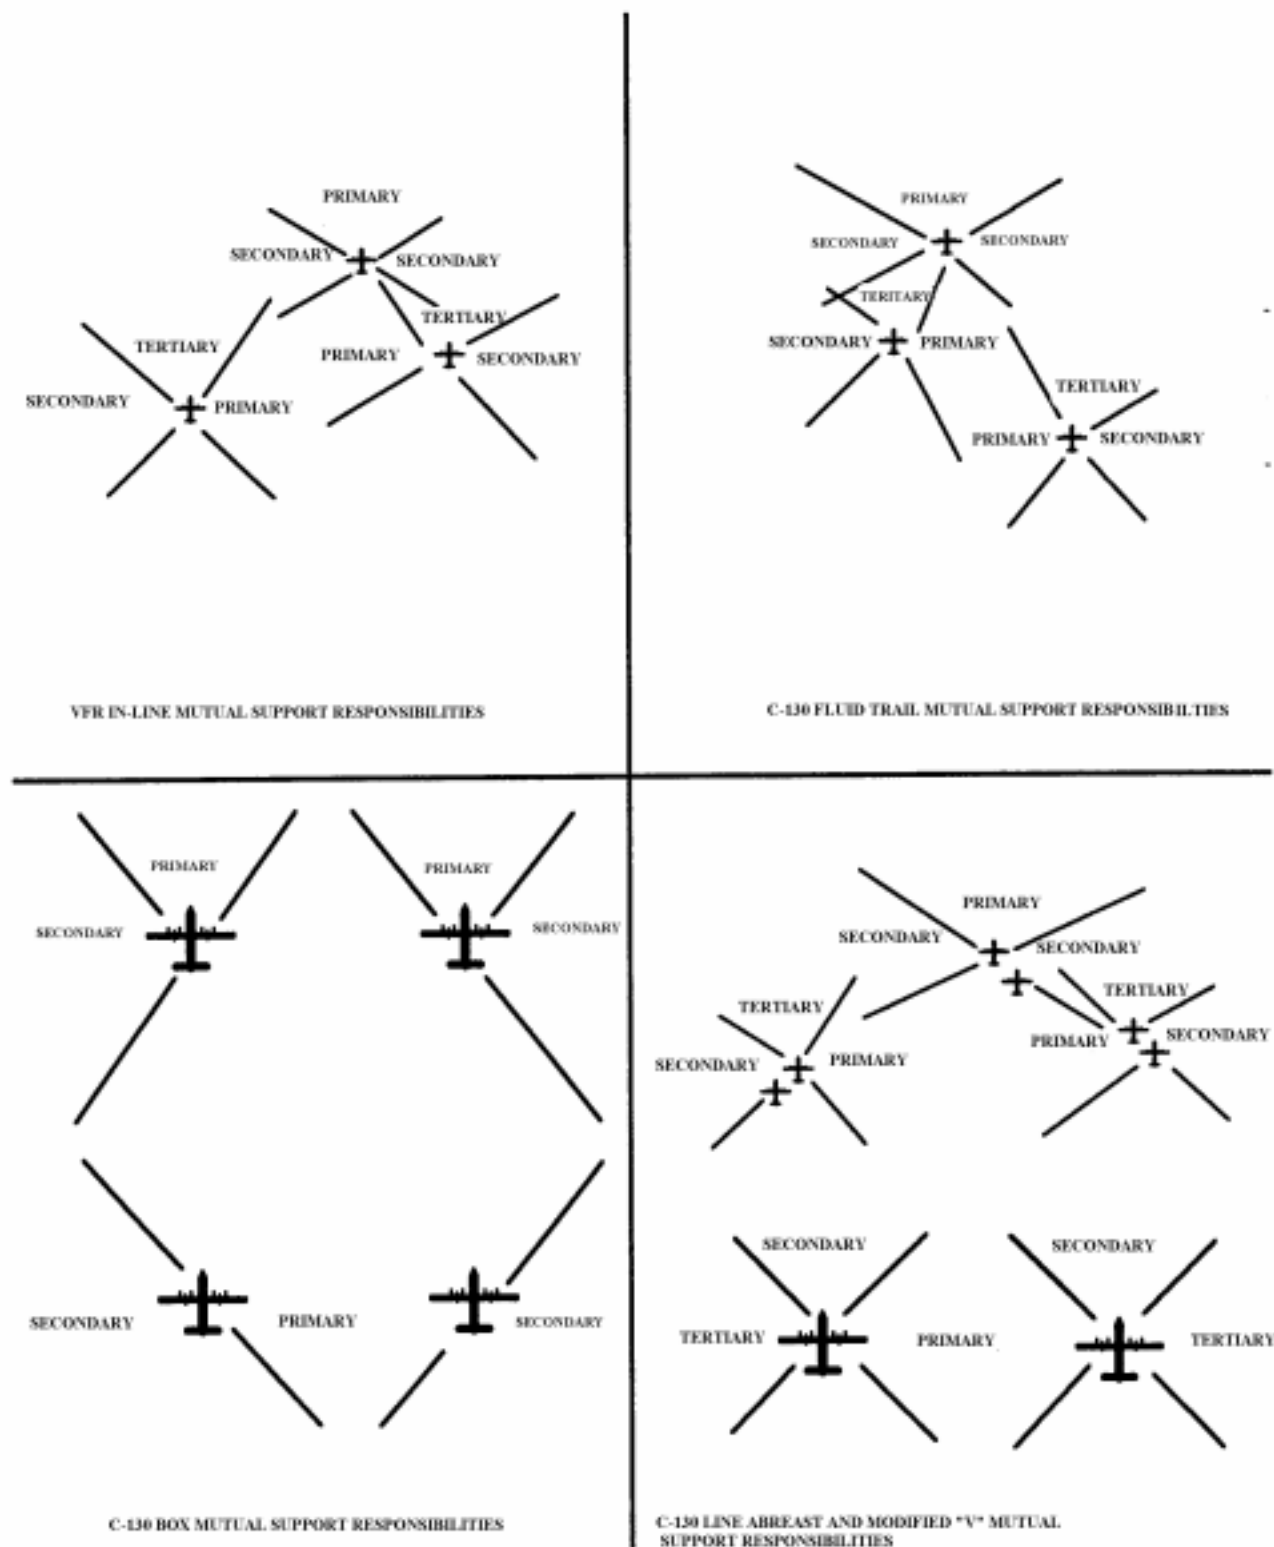 PRIMARY
SECONDARY SECONDARY
TERTIARY
TERTIARY
PRIMARY SECONDARY
SECONDARY PRIMARY
VFR IN-LINE MUTUAL SUPPORT RESPONSIBILITIES
PRIMARY
SECONDARY SECONDARY
TERITARY
SECONDARY PRIMARY
TERTIARY
PRIMARY SECONDARY
C-130 FLUID TRAIL MUTUAL SUPPORT RESPONSIBILTIES
PRIMARY PRIMARY
SECONDARY SECONDARY
SECONDARY PRIMARY SECONDARY
C-130 BOX MUTUAL SUPPORT RESPONSIBILITIES
PRIMARY
SECONDARY SECONDARY
TERTIARY TERTIARY
PRIMARY SECONDARY
SECONDARY PRIMARY
SECONDARY SECONDARY
TERTIARY PRIMARY TERTIARY
C-130 LINE ABREAST AND MODIFIED "V" MUTUAL
SUPPORT RESPONSIBILITIES